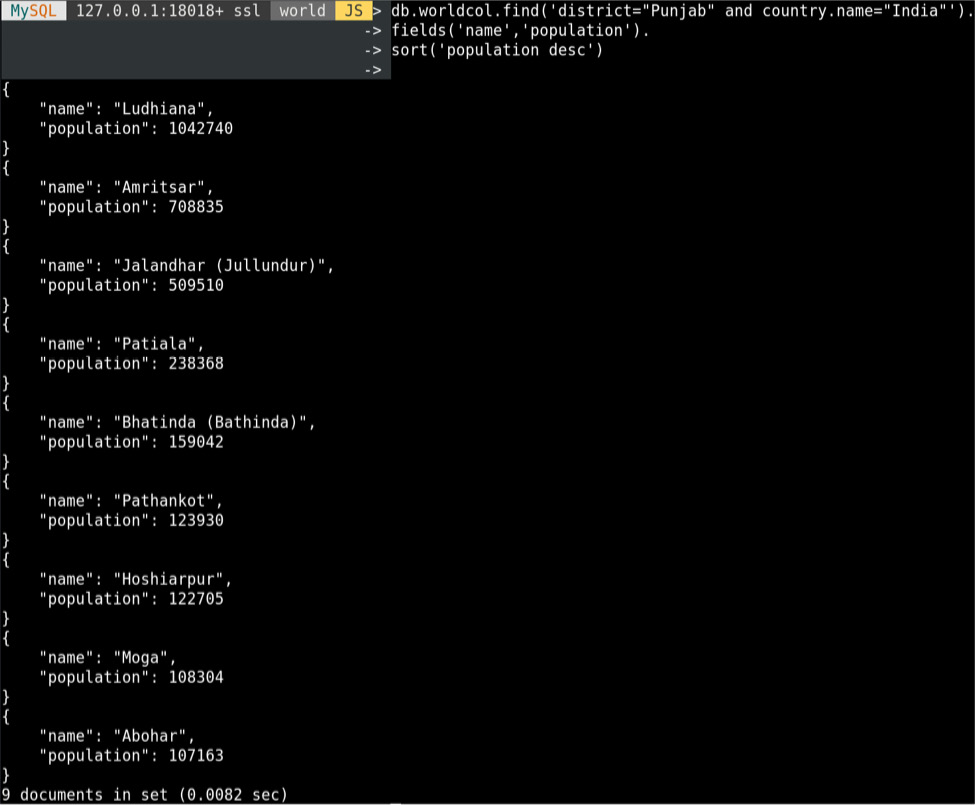 MySQL 127.0.0.1:18018+ ssl world JS > db.worldcol.find('district="Punjab" and country.name="India"').
-> fields('name','population').
-> sort('population desc')
->
{
    "name": "Ludhiana",
    "population": 1042740
}
{
    "name": "Amritsar",
    "population": 708835
}
{
    "name": "Jalandhar (Jullundur)",
    "population": 509510
}
{
    "name": "Patiala",
    "population": 238368
}
{
    "name": "Bhatinda (Bathinda)",
    "population": 159042
}
{
    "name": "Pathankot",
    "population": 123930
}
{
    "name": "Hoshiarpur",
    "population": 122705
}
{
    "name": "Moga",
    "population": 108304
}
{
    "name": "Abohar",
    "population": 107163
}
9 documents in set (0.0082 sec)